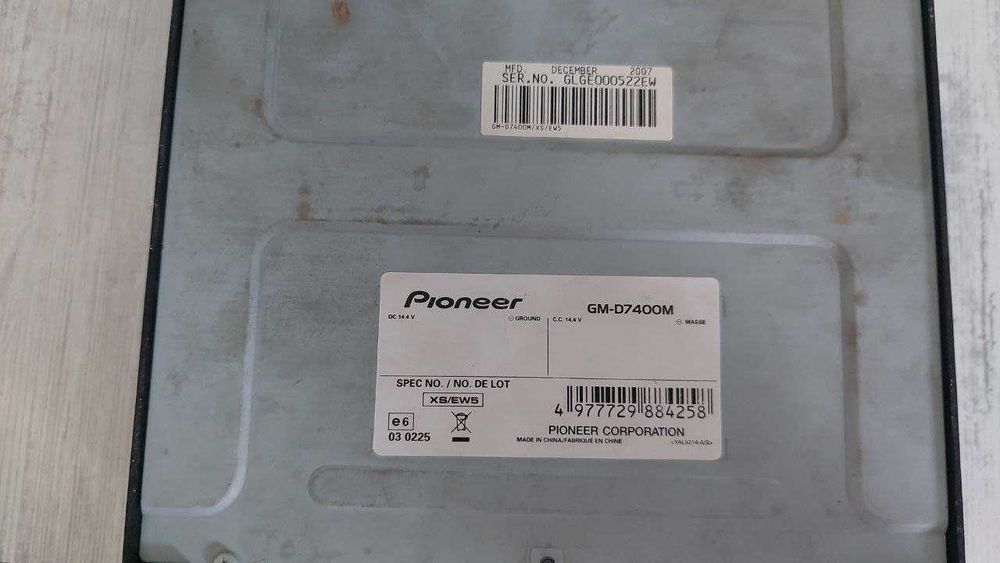 MFD. DECEMBER 2007
SER.NO. GLGE000522EW
GM-D7400M/XS/EW5
Pioneer
GM-D7400M
DC 14.4 V
⊖ GROUND
C.C. 14.4 V
⊖ MASSE
SPEC NO. / NO. DE LOT
XS/EW5
e6
03 0225
4 977729 884258
PIONEER CORPORATION
MADE IN CHINA/FABRIQUÉ EN CHINE
<YAL5214-A/S>